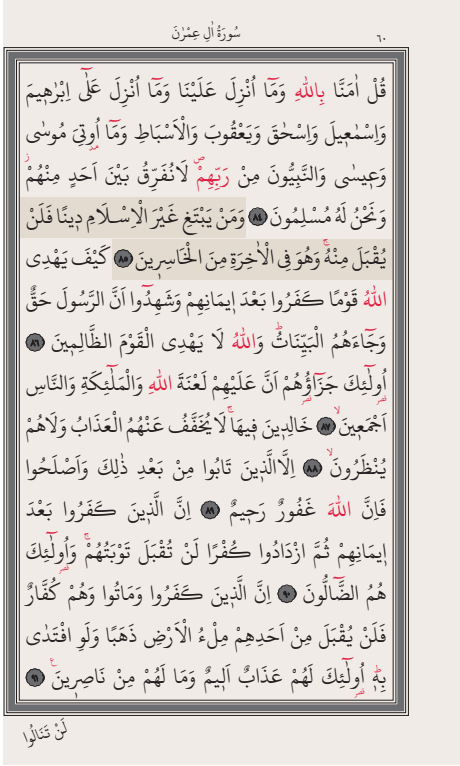 سُورَةُ اٰلِ عِمْرٰنَ
٦٠
قُلْ اٰمَنَّا بِاللّٰهِ وَمَٓا اُنْزِلَ عَلَيْنَا وَمَٓا اُنْزِلَ عَلٰٓى اِبْرٰه۪يمَ
وَاِسْمٰع۪يلَ وَاِسْحٰقَ وَيَعْقُوبَ وَالْاَسْبَاطِ وَمَٓا اُو۫تِيَ مُوسٰى
وَع۪يسٰى وَالنَّبِيُّونَ مِنْ رَبِّهِمْۖ لَا نُفَرِّقُ بَيْنَ اَحَدٍ مِنْهُمْۘ
وَنَحْنُ لَهُ مُسْلِمُونَ ﴿٨٤﴾ وَمَنْ يَبْتَغِ غَيْرَ الْاِسْلَامِ د۪ينًا فَلَنْ
يُقْبَلَ مِنْهُۚ وَهُوَ فِي الْاٰخِرَةِ مِنَ الْخَاسِر۪ينَ ﴿٨٥﴾ كَيْفَ يَهْدِي
اللّٰهُ قَوْمًا كَفَرُوا بَعْدَ ا۪يمَانِهِمْ وَشَهِدُٓوا اَنَّ الرَّسُولَ حَقٌّ
وَجَٓاءَهُمُ الْبَيِّنَاتُۜ وَاللّٰهُ لَا يَهْدِي الْقَوْمَ الظَّالِم۪ينَ ﴿٨٦﴾
اُو۬لٰٓئِكَ جَزَٓاؤُ۬هُمْ اَنَّ عَلَيْهِمْ لَعْنَةَ اللّٰهِ وَالْمَلٰٓئِكَةِ وَالنَّاسِ
اَجْمَع۪ينَۙ ﴿٨٧﴾ خَالِد۪ينَ ف۪يهَاۚ لَا يُخَفَّفُ عَنْهُمُ الْعَذَابُ وَلَا هُمْ
يُنْظَرُونَۙ ﴿٨٨﴾ اِلَّا الَّذ۪ينَ تَابُوا مِنْ بَعْدِ ذٰلِكَ وَاَصْلَحُوا
فَاِنَّ اللّٰهَ غَفُورٌ رَح۪يمٌ ﴿٨٩﴾ اِنَّ الَّذ۪ينَ كَفَرُوا بَعْدَ
ا۪يمَانِهِمْ ثُمَّ ازْدَادُوا كُفْرًا لَنْ تُقْبَلَ تَوْبَتُهُمْۚ وَاُو۬لٰٓئِكَ
هُمُ الضَّٓالُّونَ ﴿٩٠﴾ اِنَّ الَّذ۪ينَ كَفَرُوا وَمَاتُوا وَهُمْ كُفَّارٌ
فَلَنْ يُقْبَلَ مِنْ اَحَدِهِمْ مِلْءُ الْاَرْضِ ذَهَبًا وَلَوِ افْتَدٰى
بِه۪ۜ اُو۬لٰٓئِكَ لَهُمْ عَذَابٌ اَل۪يمٌ وَمَا لَهُمْ مِنْ نَاصِر۪ينَ۟ ﴿٩١﴾
لَنْ تَنَالُوا